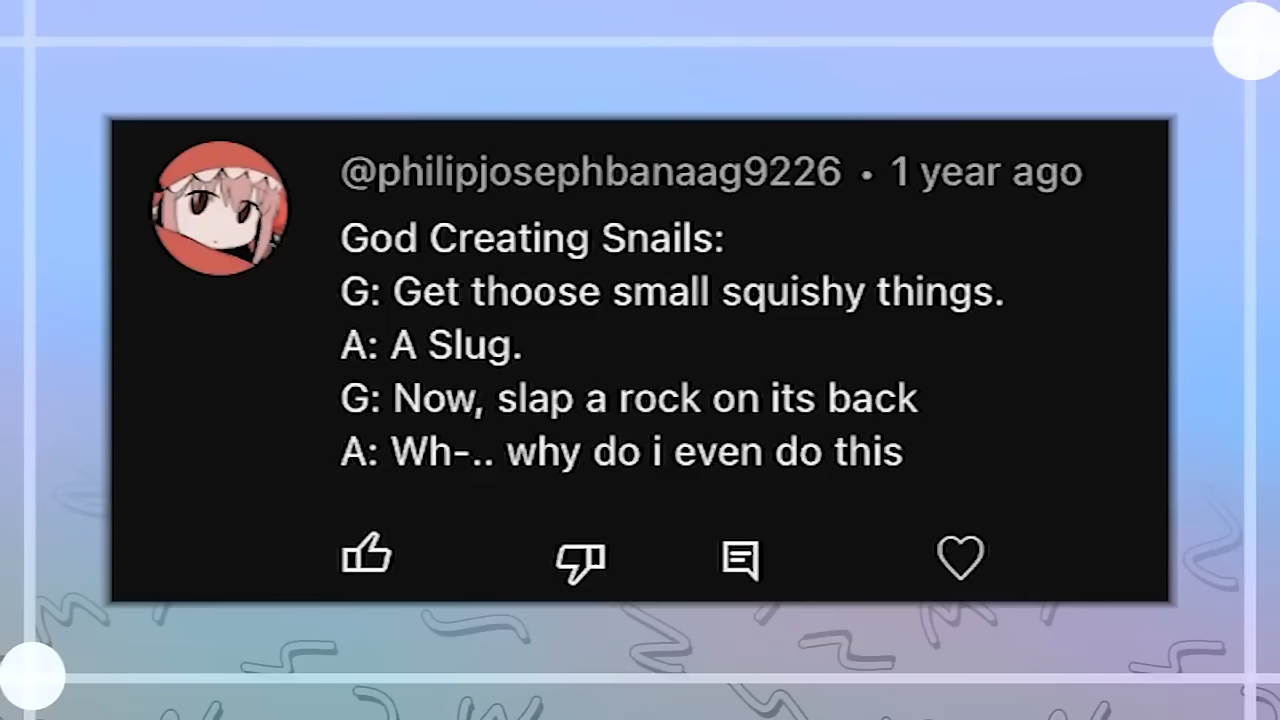 @philipjosephbanaag9226 • 1 year ago
God Creating Snails:
G: Get thoose small squishy things.
A: A Slug.
G: Now, slap a rock on its back
A: Wh-.. why do i even do this